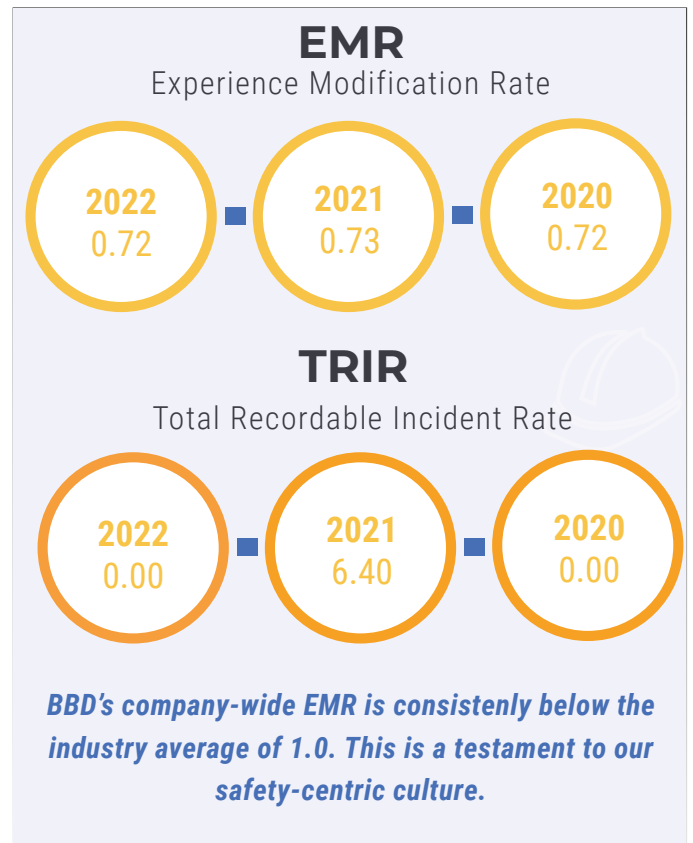 EMR
Experience Modification Rate
2022
0.72
2021
0.73
2020
0.72
TRIR
Total Recordable Incident Rate
2022
0.00
2021
6.40
2020
0.00
BBD's company-wide EMR is consistenly below the
industry average of 1.0. This is a testament to our
safety-centric culture.